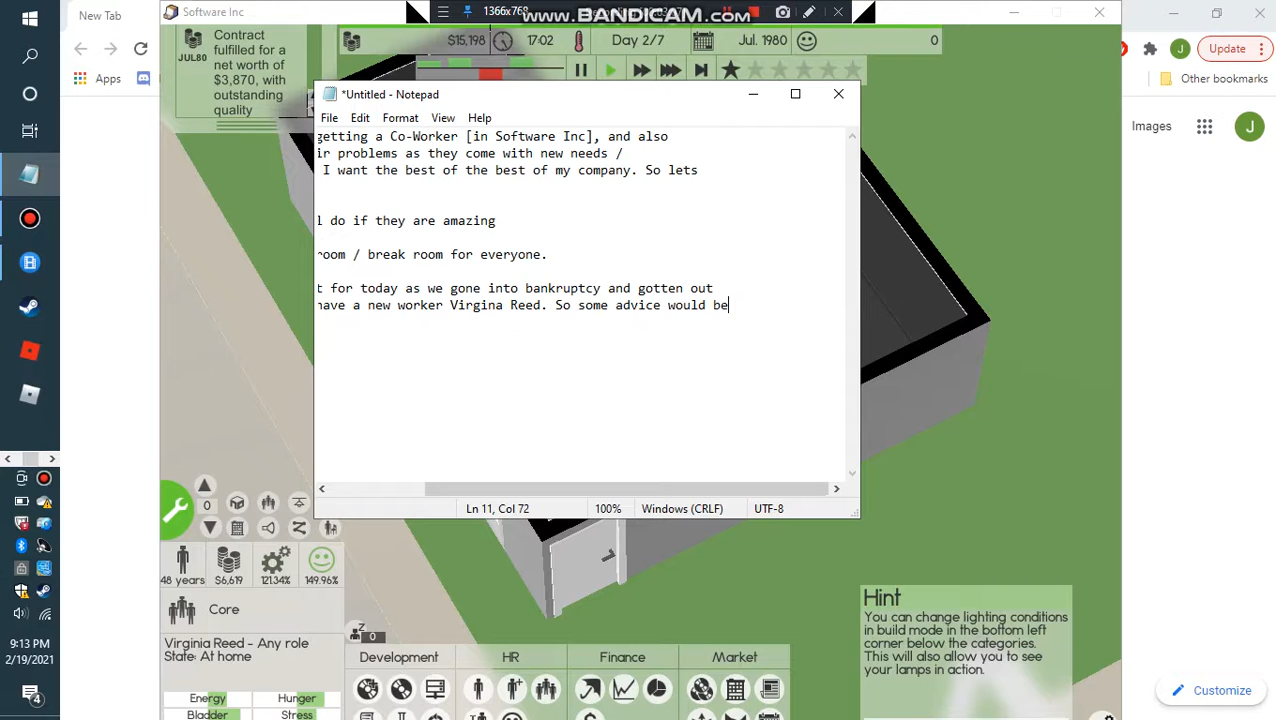 New Tab
Software Inc
1366x768
www.BANDICAM.com
Update
Apps
Other bookmarks
Images
J
J
Contract
fulfilled for a
net worth of
$3,870, with
outstanding
quality
JUL80
$15,198
17:02
Day 2/7
Jul. 1980
0
*Untitled - Notepad
File Edit Format View Help
getting a Co-Worker [in Software Inc], and also
ir problems as they come with new needs /
I want the best of the best of my company. So lets
l do if they are amazing
room / break room for everyone.
t for today as we gone into bankruptcy and gotten out
have a new worker Virgina Reed. So some advice would be
Ln 11, Col 72
100%
Windows (CRLF)
UTF-8
0
48 years
$6,619
121.34%
149.96%
Core
Virginia Reed - Any role
State: At home
Energy
Hunger
Bladder
Stress
Z
0
Development
HR
Finance
Market
Hint
You can change lighting conditions
in build mode in the bottom left
corner below the categories.
This will also allow you to see
your lamps in action.
Customize
9:13 PM
2/19/2021
4